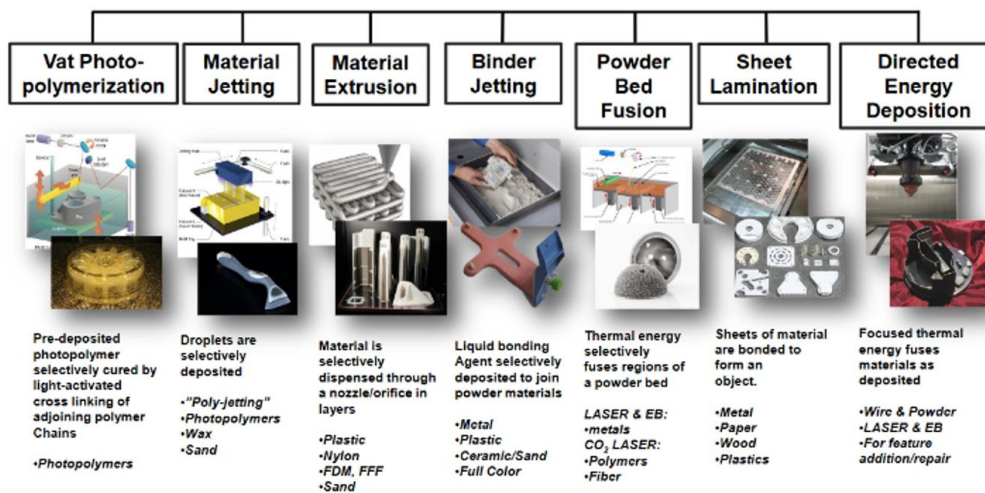 Vat Photo-
polymerization
Material
Jetting
Material
Extrusion
Binder
Jetting
Powder
Bed
Fusion
Sheet
Lamination
Directed
Energy
Deposition
Pre-deposited
photopolymer
selectively cured by
light-activated
cross linking of
adjoining polymer
Chains
•Photopolymers
Droplets are
selectively
deposited
•"Poly-jetting"
•Photopolymers
•Wax
•Sand
Material is
selectively
dispensed through
a nozzle/orifice in
layers
•Plastic
•Nylon
•FDM, FFF
•Sand
Liquid bonding
Agent selectively
deposited to join
powder materials
•Metal
•Plastic
•Ceramic/Sand
•Full Color
Thermal energy
selectively
fuses regions of
a powder bed
LASER & EB:
•metals
CO₂ LASER:
•Polymers
•Fiber
Sheets of material
are bonded to
form an
object.
•Metal
•Paper
•Wood
•Plastics
Focused thermal
energy fuses
materials as
deposited
•Wire & Powder
•LASER & EB
•For feature
addition/repair